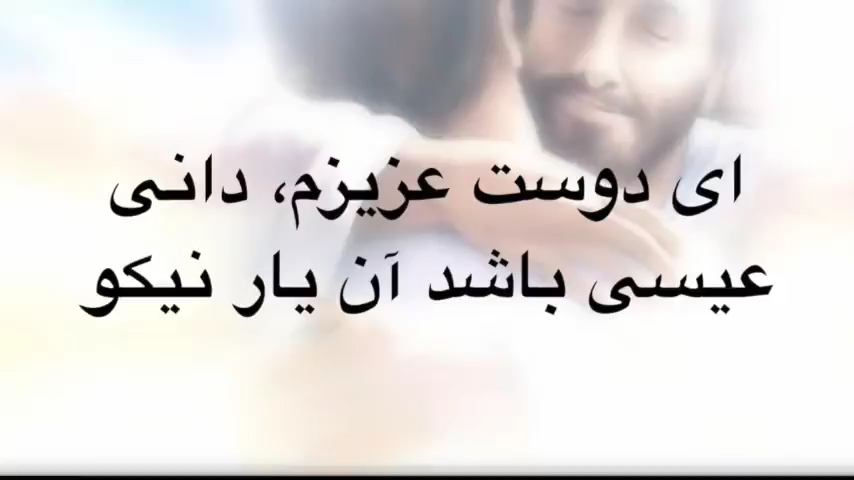 ای دوست عزیزم، دانی
عیسی باشد آن یار نیکو